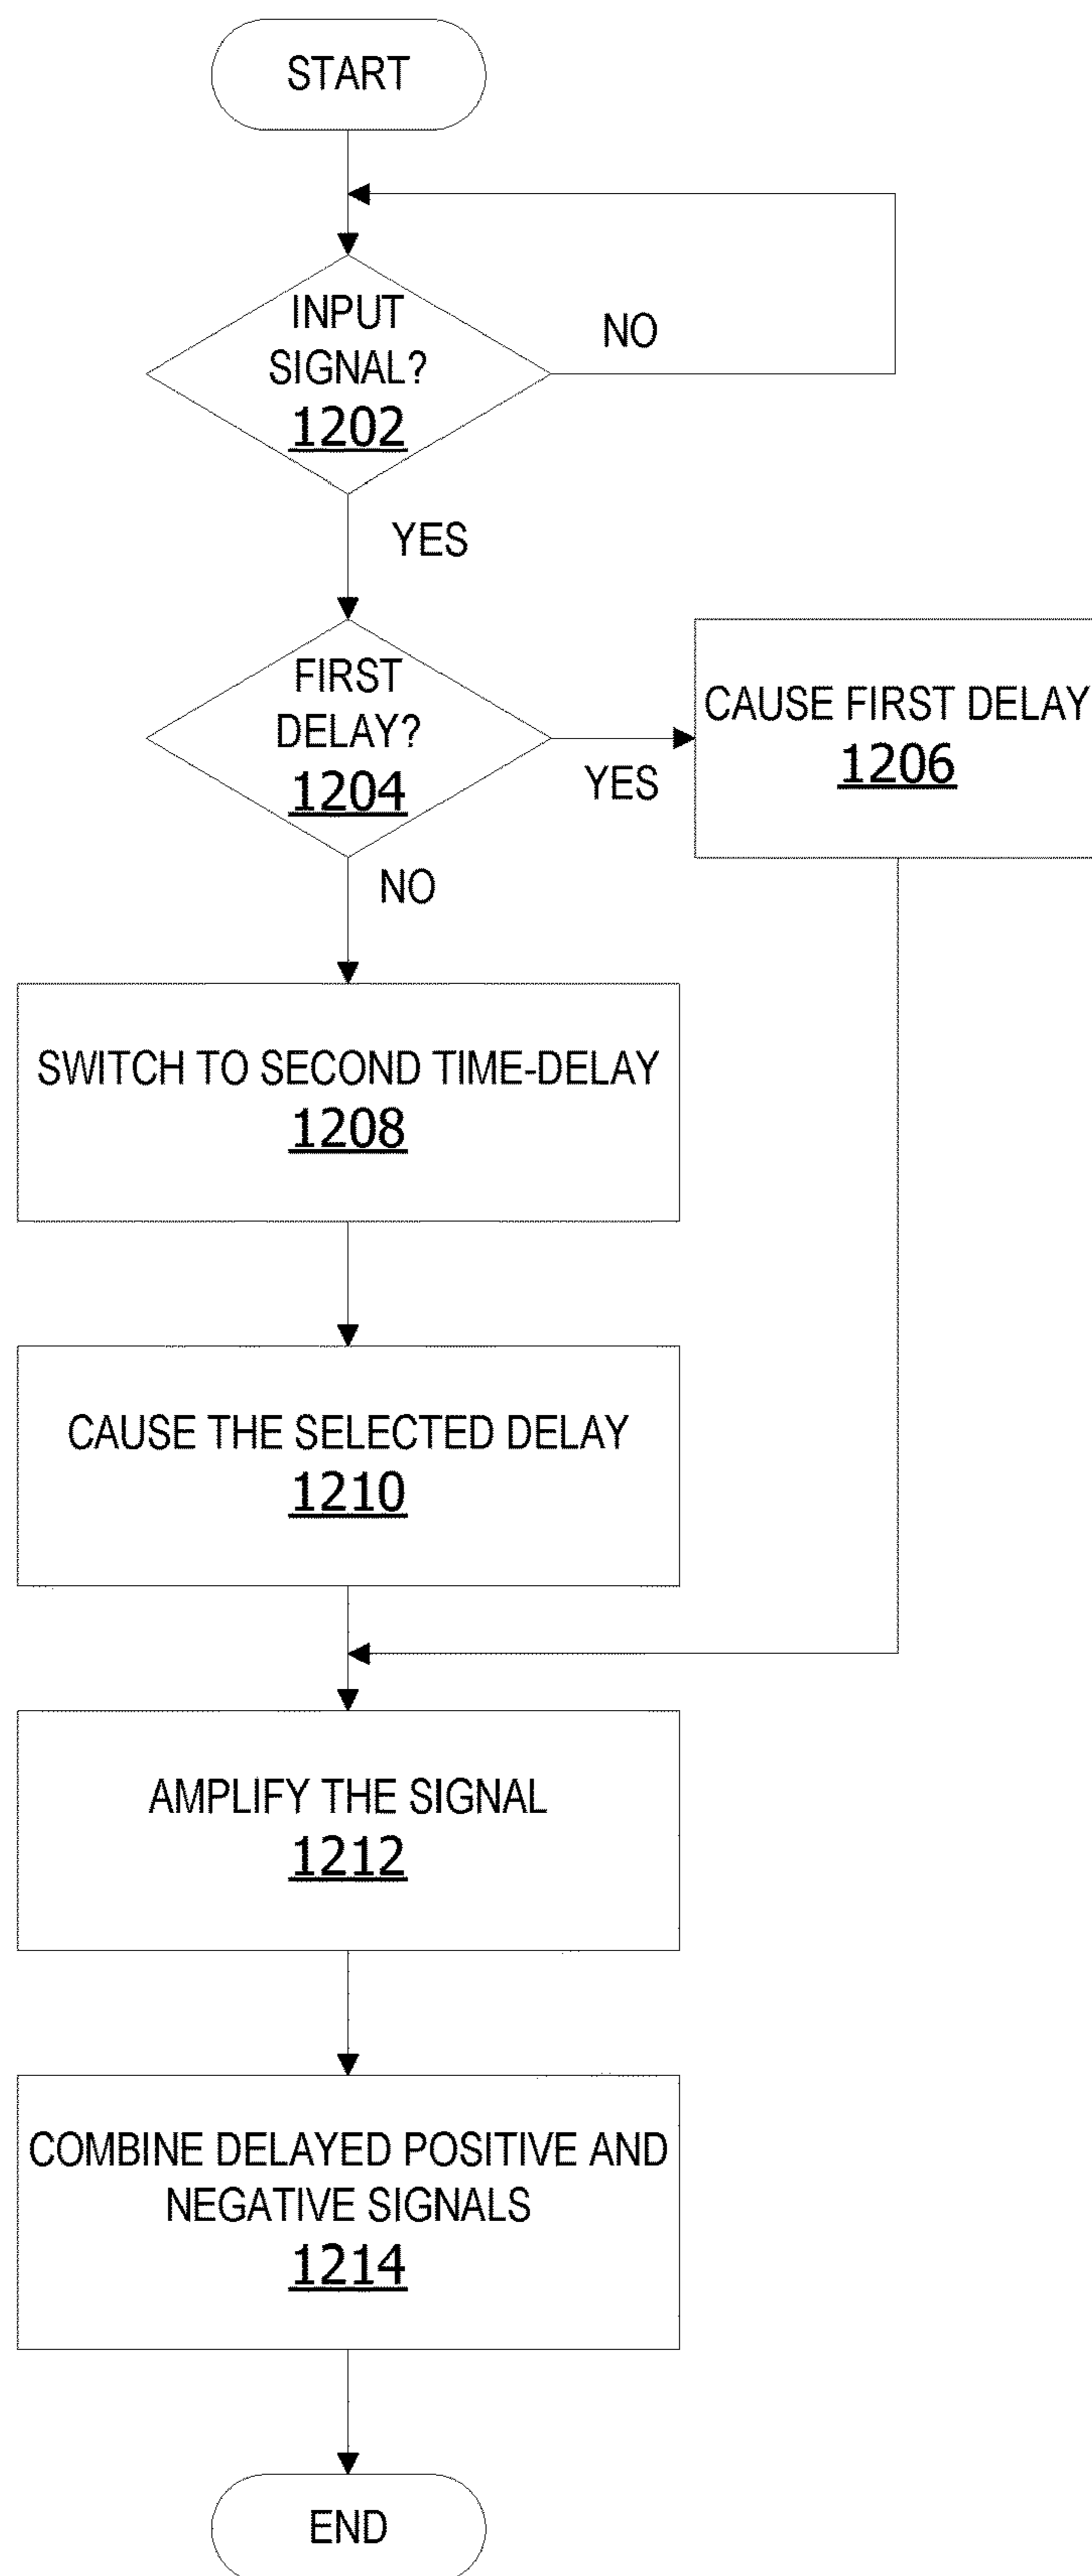 START
INPUT
SIGNAL?
1202
NO
YES
FIRST
DELAY?
1204
YES
CAUSE FIRST DELAY
1206
NO
SWITCH TO SECOND TIME-DELAY
1208
CAUSE THE SELECTED DELAY
1210
AMPLIFY THE SIGNAL
1212
COMBINE DELAYED POSITIVE AND
NEGATIVE SIGNALS
1214
END